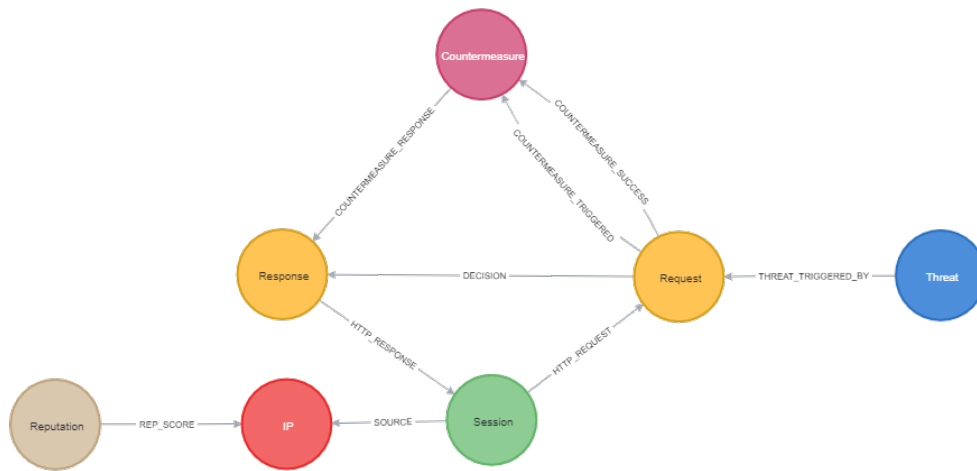 Countermeasure
COUNTERMEASURE_RESPONSE
COUNTERMEASURE_TRIGGERED
COUNTERMEASURE_SUCCESS
Response
DECISION
Request
THREAT_TRIGGERED_BY
Threat
HTTP_RESPONSE
HTTP_REQUEST
Reputation
REP_SCORE
IP
SOURCE
Session